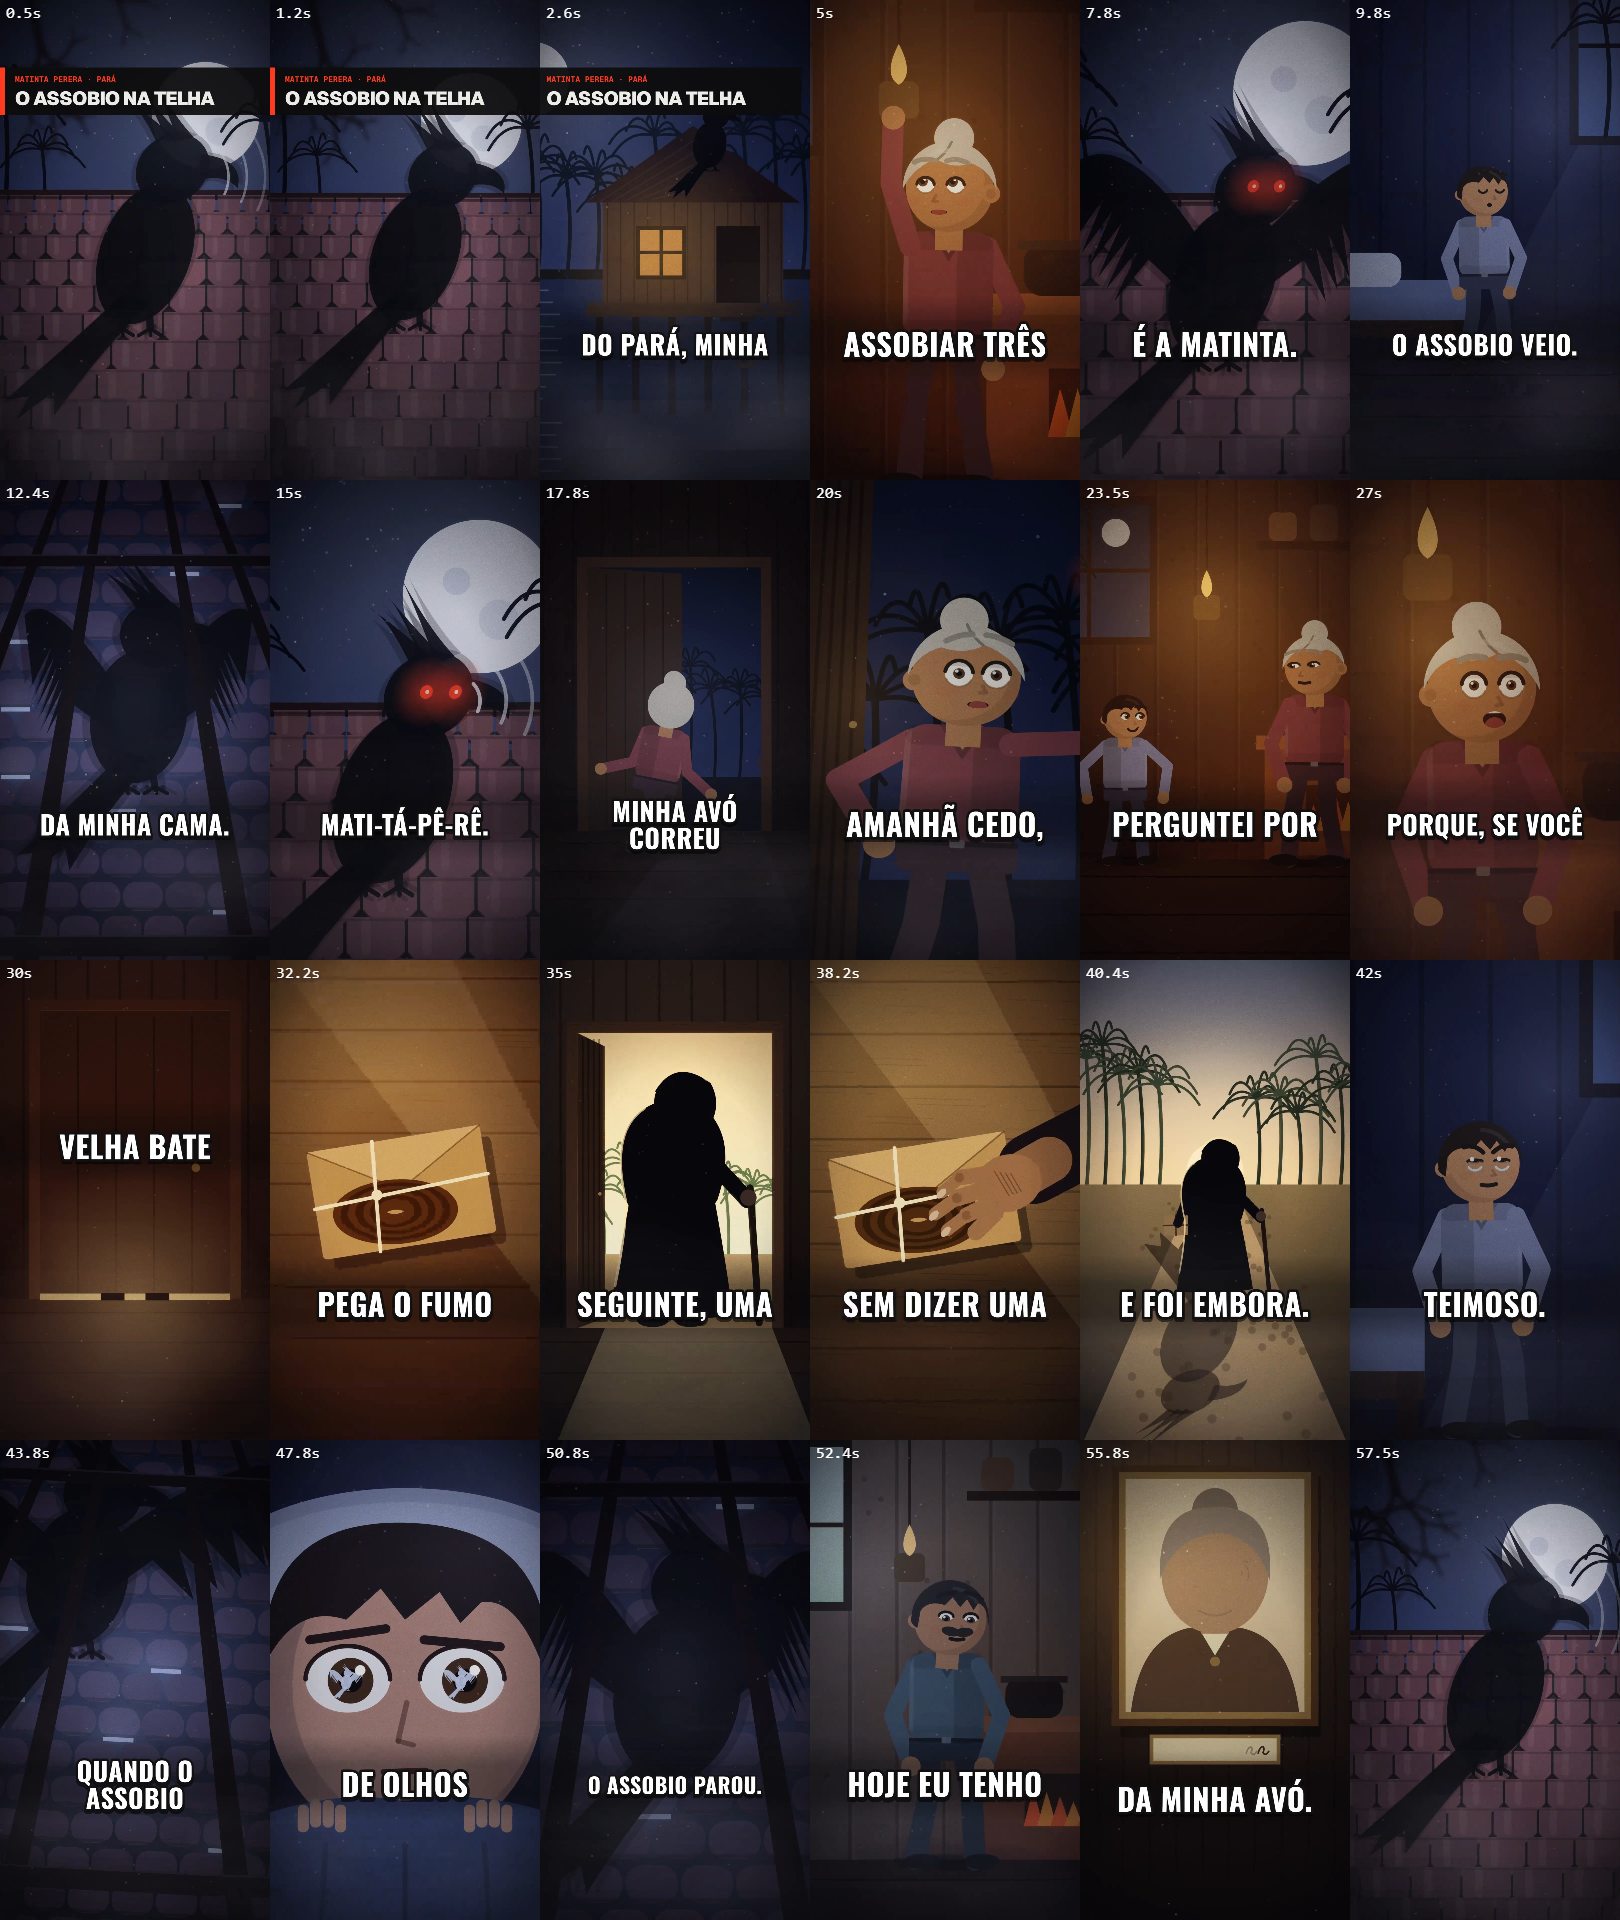 0.5s
MATINTA PERERA · PARÁ
O ASSOBIO NA TELHA
1.2s
MATINTA PERERA · PARÁ
O ASSOBIO NA TELHA
2.6s
MATINTA PERERA · PARÁ
O ASSOBIO NA TELHA
DO PARÁ, MINHA
5s
ASSOBIAR TRÊS
7.8s
É A MATINTA.
9.8s
O ASSOBIO VEIO.
12.4s
DA MINHA CAMA.
15s
MATI-TÁ-PÊ-RÊ.
17.8s
MINHA AVÓ
CORREU
20s
AMANHÃ CEDO,
23.5s
PERGUNTEI POR
27s
PORQUE, SE VOCÊ
30s
VELHA BATE
32.2s
PEGA O FUMO
35s
SEGUINTE, UMA
38.2s
SEM DIZER UMA
40.4s
E FOI EMBORA.
42s
TEIMOSO.
43.8s
QUANDO O
ASSOBIO
47.8s
DE OLHOS
50.8s
O ASSOBIO PAROU.
52.4s
HOJE EU TENHO
55.8s
DA MINHA AVÓ.
57.5s